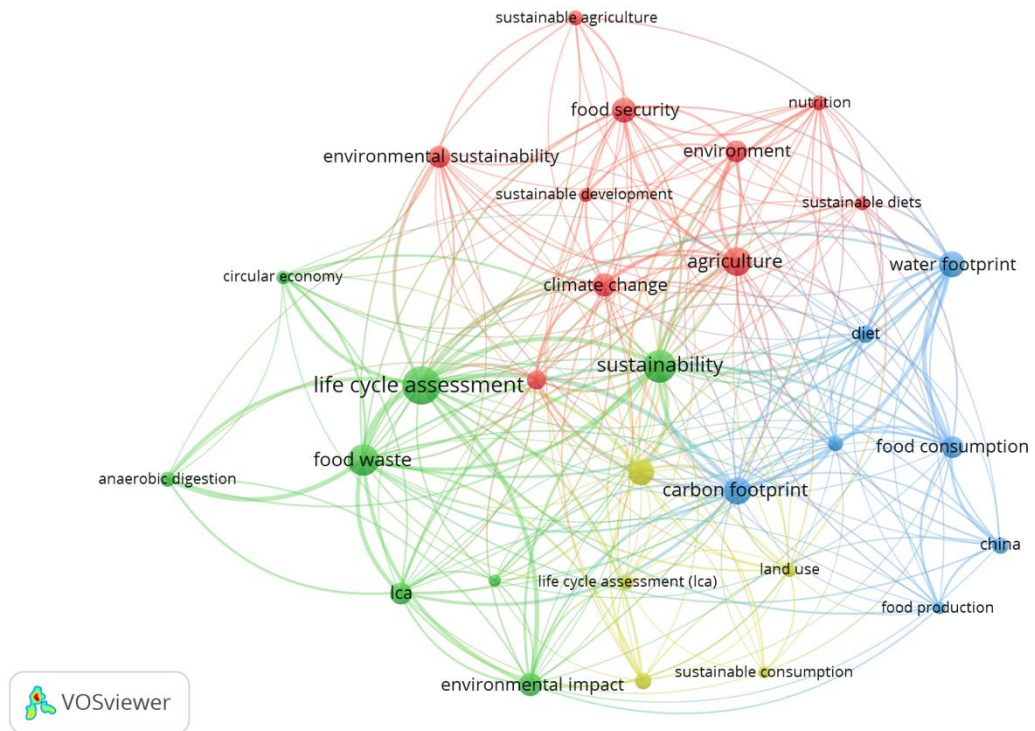 sustainable agriculture
nutrition
food security
environment
environmental sustainability
sustainable development
sustainable diets
agriculture
water footprint
circular economy
climate change
diet
sustainability
life cycle assessment
food consumption
food waste
anaerobic digestion
carbon footprint
china
land use
life cycle assessment (lca)
lca
food production
sustainable consumption
environmental impact
VOSviewer